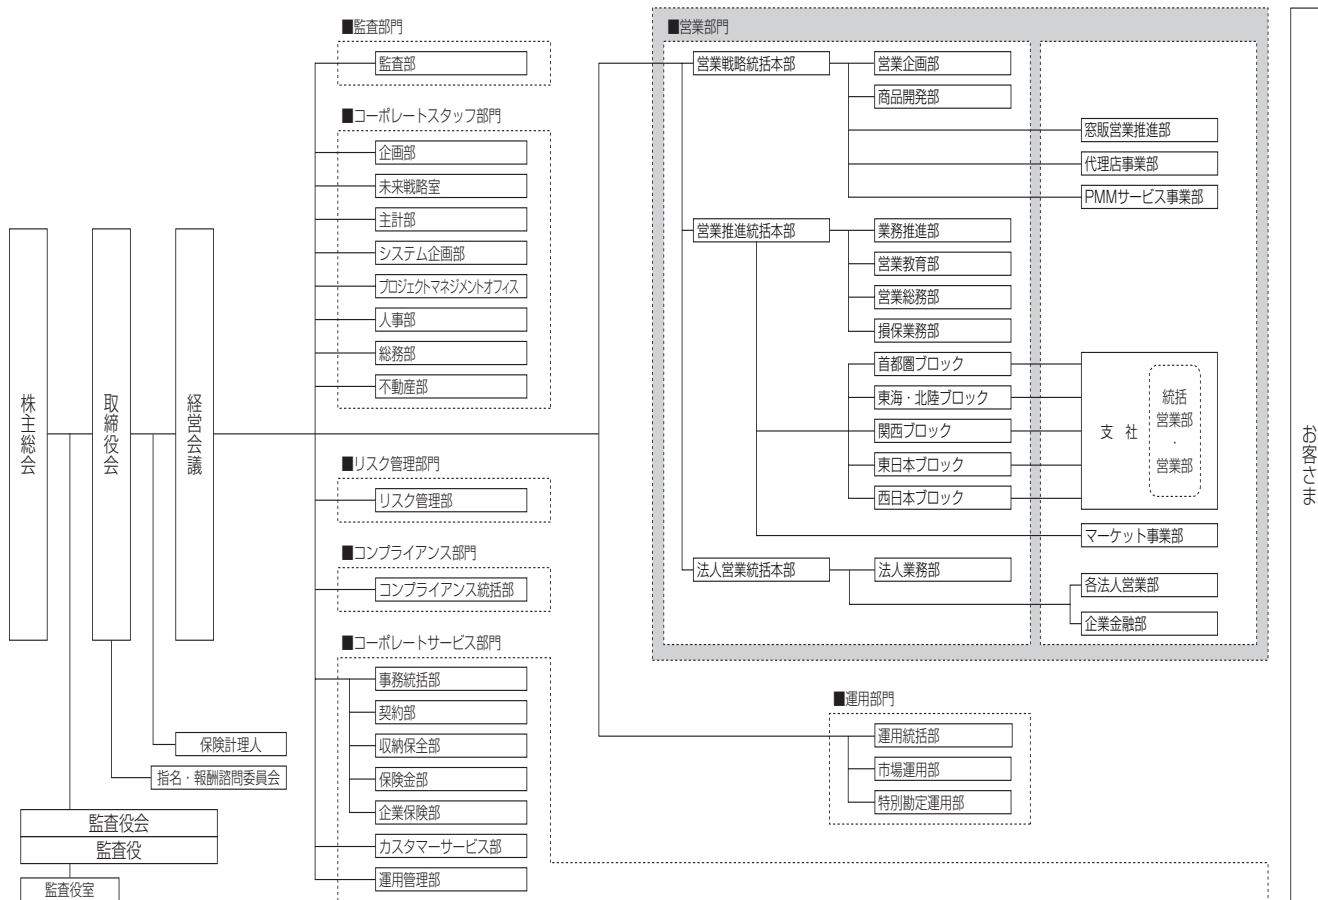 株主総会
取締役会
経営会議
保険計理人
指名・報酬諮問委員会
監査役会
監査役
監査役室
■監査部門
監査部
■コーポレートスタッフ部門
企画部
未来戦略室
主計部
システム企画部
プロジェクトマネジメントオフィス
人事部
総務部
不動産部
■リスク管理部門
リスク管理部
■コンプライアンス部門
コンプライアンス統括部
■コーポレートサービス部門
事務統括部
契約部
収納保全部
保険金部
企業保険部
カスタマーサービス部
運用管理部
■営業部門
営業戦略統括本部
営業企画部
商品開発部
窓販営業推進部
代理店事業部
PMMサービス事業部
営業推進統括本部
業務推進部
営業教育部
営業総務部
損保業務部
首都圏ブロック
東海・北陸ブロック
関西ブロック
東日本ブロック
西日本ブロック
支 社
統括
営業部
・
営業部
マーケット事業部
法人営業統括本部
法人業務部
各法人営業部
企業金融部
■運用部門
運用統括部
市場運用部
特別勘定運用部
お客さま